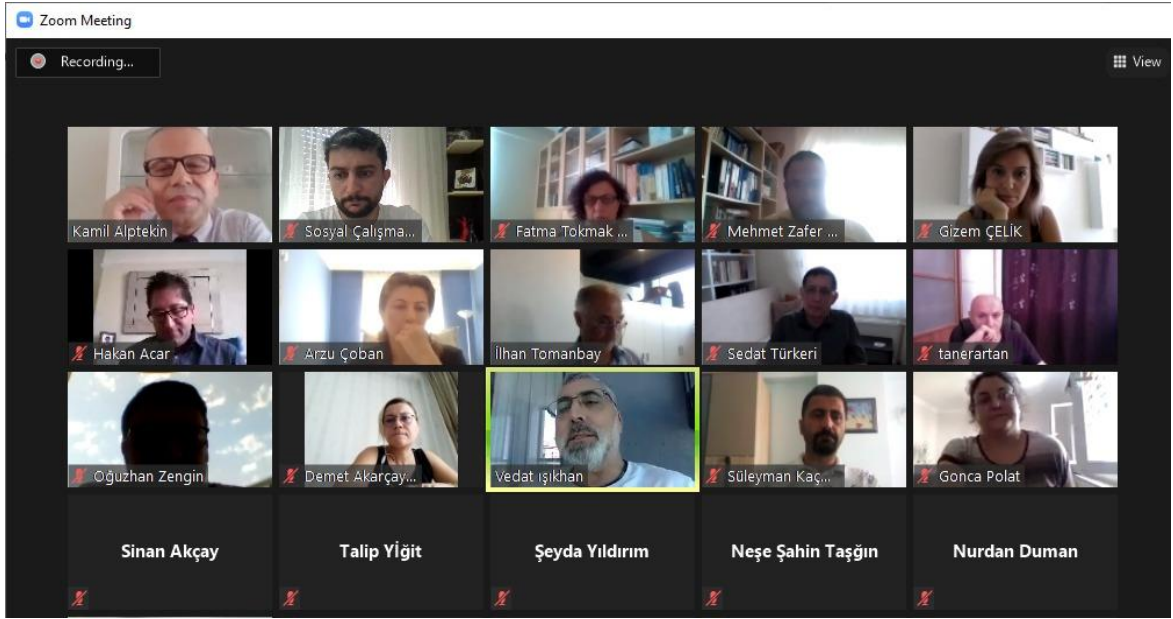 Zoom Meeting
Recording...
View
Kamil Alptekin
Sosyal Çalışma...
Fatma Tokmak ...
Mehmet Zafer ...
Gizem ÇELİK
Hakan Acar
Arzu Çoban
İlhan Tomanbay
Sedat Türkeri
tanerartan
Oğuzhan Zengin
Demet Akarçay...
Vedat ışıkhan
Süleyman Kaç...
Gonca Polat
Sinan Akçay
Talip Yİğit
Şeyda Yıldırım
Neşe Şahin Taşğın
Nurdan Duman